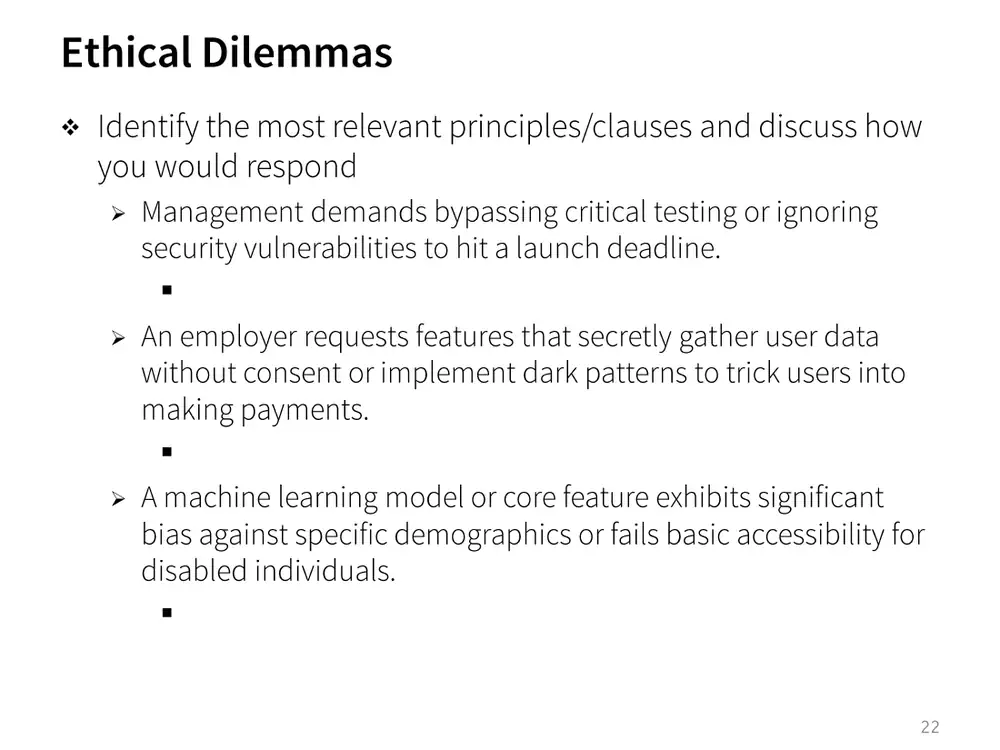 Ethical Dilemmas
❖ Identify the most relevant principles/clauses and discuss how
you would respond
➢ Management demands bypassing critical testing or ignoring
security vulnerabilities to hit a launch deadline.
▪
➢ An employer requests features that secretly gather user data
without consent or implement dark patterns to trick users into
making payments.
▪
➢ A machine learning model or core feature exhibits significant
bias against specific demographics or fails basic accessibility for
disabled individuals.
▪
22